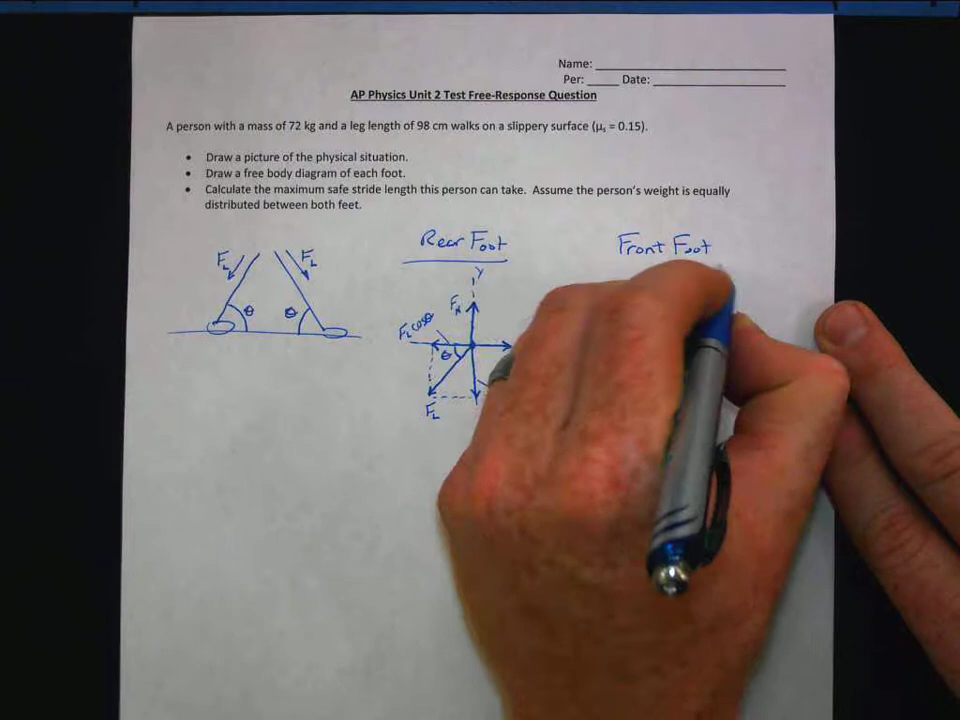 Name: ____________
Per: _____ Date: ____________
AP Physics Unit 2 Test Free-Response Question
A person with a mass of 72 kg and a leg length of 98 cm walks on a slippery surface (μs = 0.15).
• Draw a picture of the physical situation.
• Draw a free body diagram of each foot.
• Calculate the maximum safe stride length this person can take. Assume the person's weight is equally
distributed between both feet.
Rear Foot
Front Foot
FL FL
θ θ
y
FN
FL cosθ
θ
FL